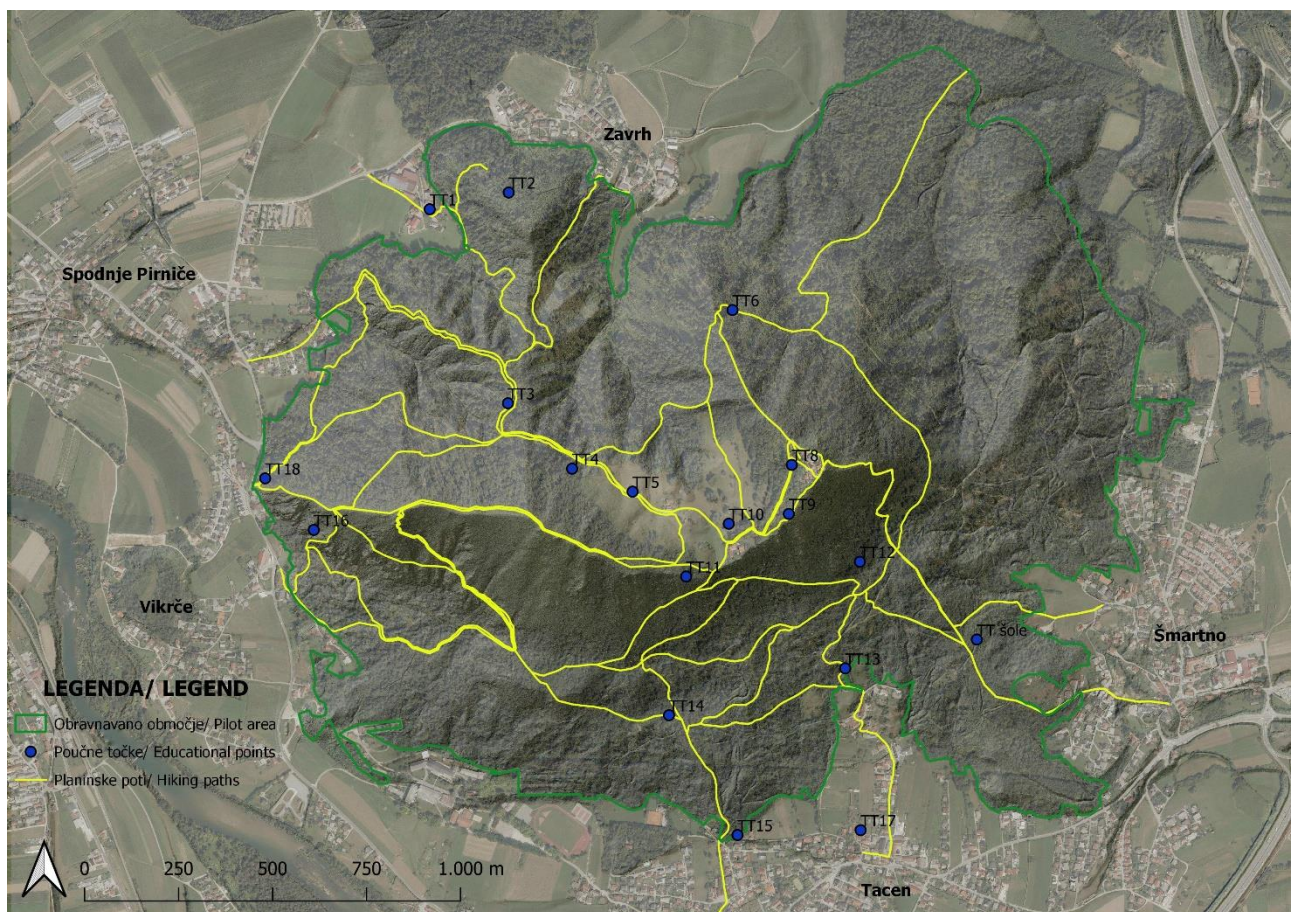 Zavrh
TT2
TT1
Spodnje Pirniče
TT6
TT3
TT8
TT4
TT18
TT5
TT9
TT10
TT16
TT12
TT11
Vikrče
TT šole
Šmartno
TT13
LEGENDA/ LEGEND
TT14
Obravnavano območje/ Pilot area
Poučne točke/ Educational points
Planinske poti/ Hiking paths
TT15
TT17
0 250 500 750 1.000 m
Tacen